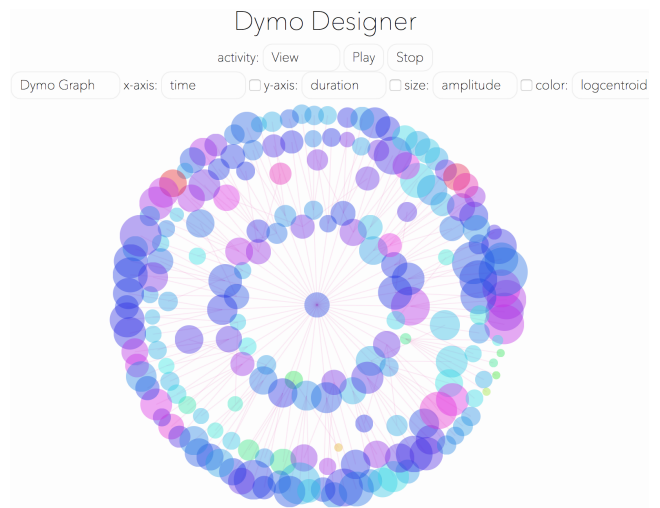 Dymo Designer
activity: View Play Stop
Dymo Graph x-axis: time y-axis: duration size: amplitude color: logcentroid